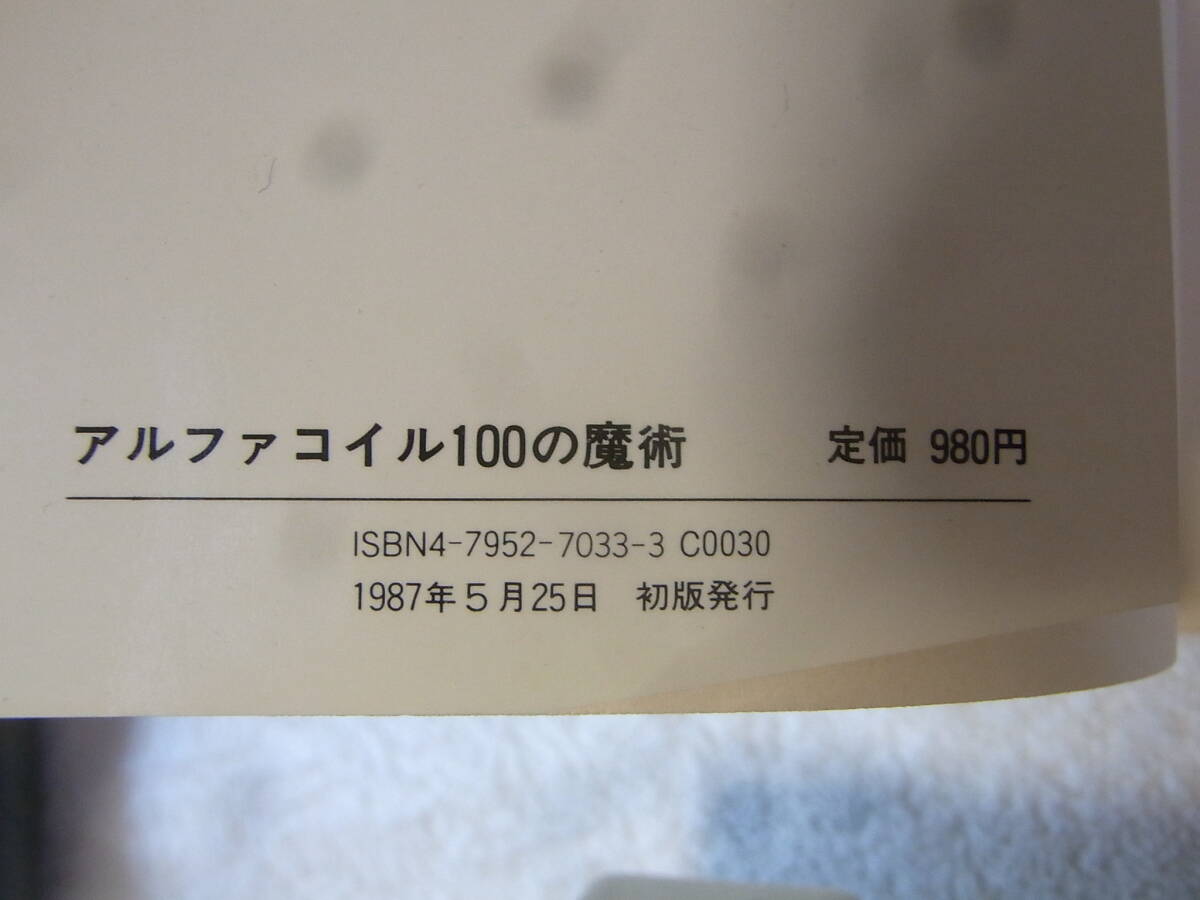 アルファコイル100の魔術 定価 980円
ISBN4-7952-7033-3 C0030
1987年5月25日 初版発行